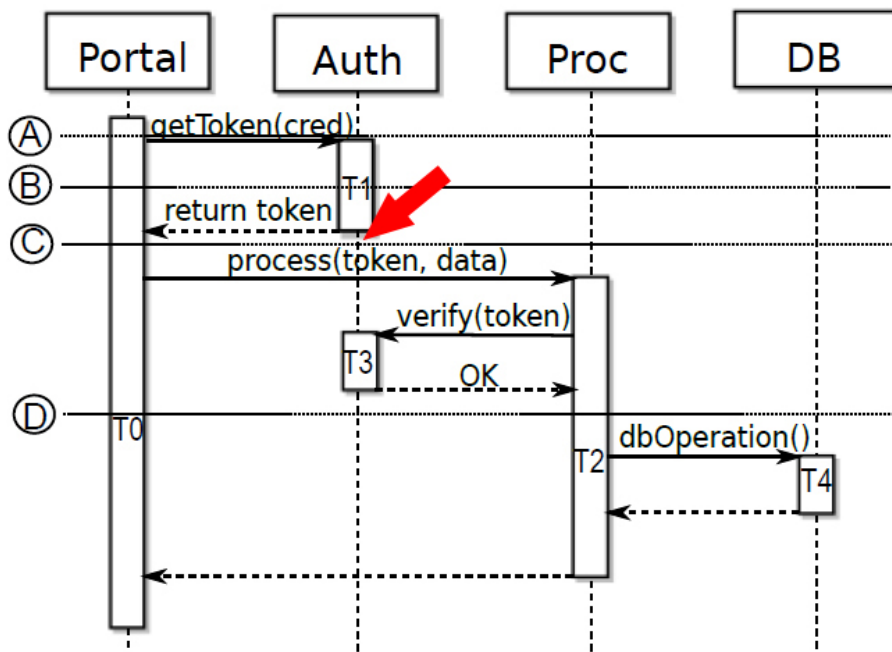 Portal
Auth
Proc
DB
A
getToken(cred)
B
T1
return token
C
process(token, data)
verify(token)
T3
OK
D
T0
dbOperation()
T2
T4